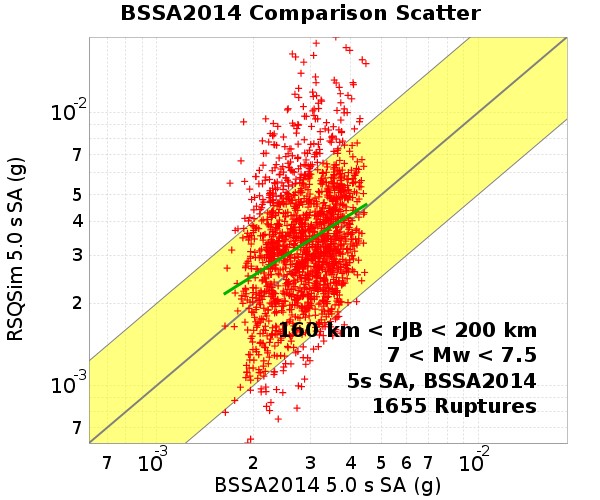 BSSA2014 Comparison Scatter
RSQSim 5.0 s SA (g)
10-2
7
5
4
3
2
10-3
7
160 km < rJB < 200 km
7 < Mw < 7.5
5s SA, BSSA2014
1655 Ruptures
7 10-3 2 3 4 5 6 7 10-2
BSSA2014 5.0 s SA (g)